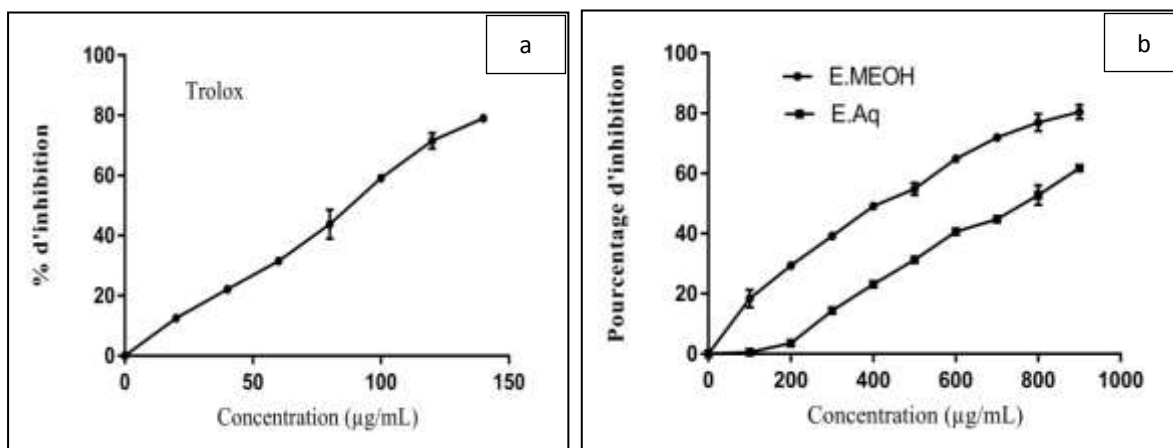 a
Trolox
% d'inhibition
100
80
60
40
20
0
0 50 100 150
Concentration (µg/mL)
b
E.MEOH
E.Aq
Pourcentage d'inhibition
100
80
60
40
20
0
0 200 400 600 800 1000
Concentration (µg/mL)